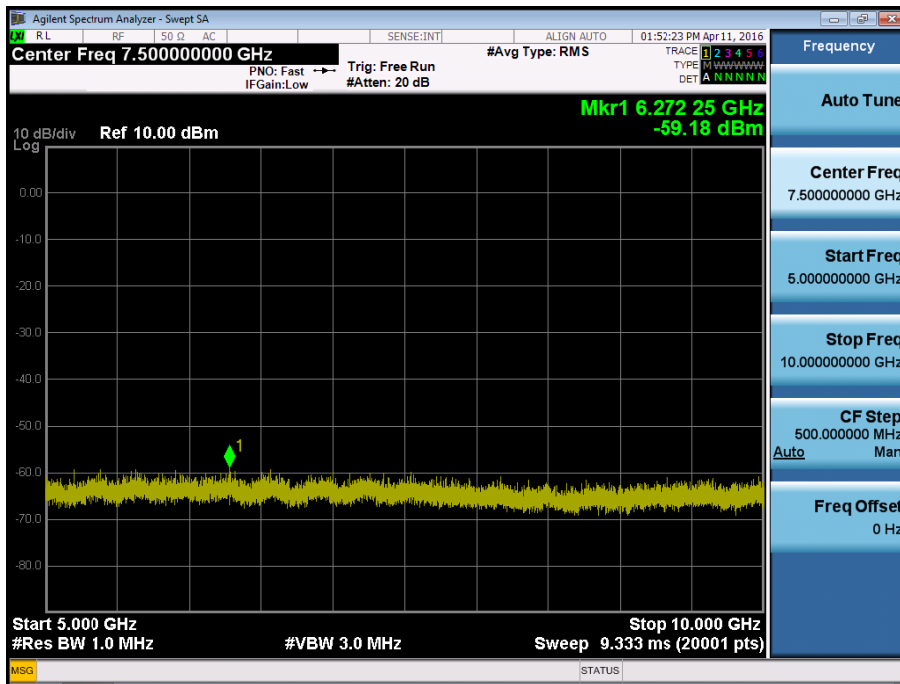 Agilent Spectrum Analyzer - Swept SA
LXI RL RF 50 Ω AC SENSE:INT ALIGN AUTO 01:52:23 PM Apr 11, 2016
Center Freq 7.500000000 GHz
PNO: Fast
IFGain:Low
Trig: Free Run
#Atten: 20 dB
#Avg Type: RMS
TRACE 1 2 3 4 5 6
TYPE M WWWWW
DET A N N N N N
Mkr1 6.272 25 GHz
-59.18 dBm
10 dB/div
Log
Ref 10.00 dBm
0.00
-10.0
-20.0
-30.0
-40.0
-50.0
-60.0
-70.0
-80.0
1
Start 5.000 GHz
Stop 10.000 GHz
#Res BW 1.0 MHz
#VBW 3.0 MHz
Sweep 9.333 ms (20001 pts)
MSG
STATUS
Frequency
Auto Tune
Center Freq
7.500000000 GHz
Start Freq
5.000000000 GHz
Stop Freq
10.000000000 GHz
CF Step
500.000000 MHz
Auto Man
Freq Offset
0 Hz